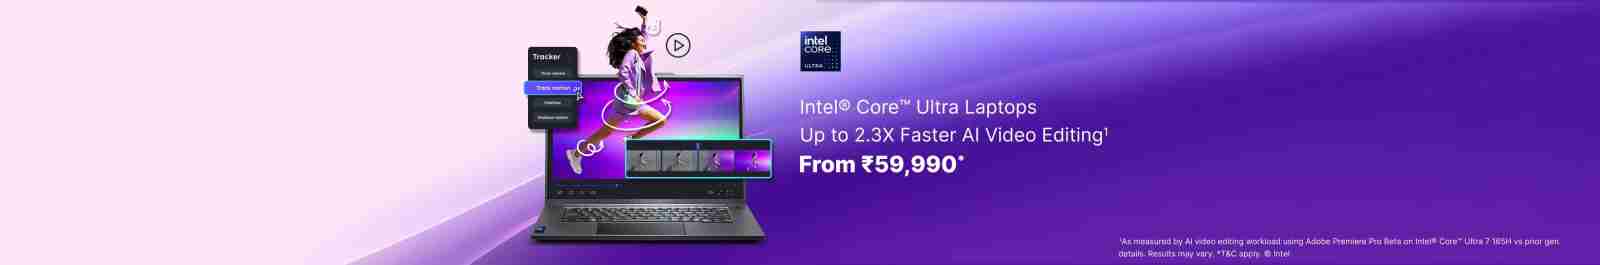 Tracker
Track motion
intel
CORE
ULTRA
Intel® Core™ Ultra Laptops
Up to 2.3X Faster AI Video Editing¹
From ₹59,990*
¹As measured by AI video editing workload using Adobe Premiere Pro Beta on Intel® Core™ Ultra 7 165H vs prior gen.
details. Results may vary. *T&C apply. © Intel